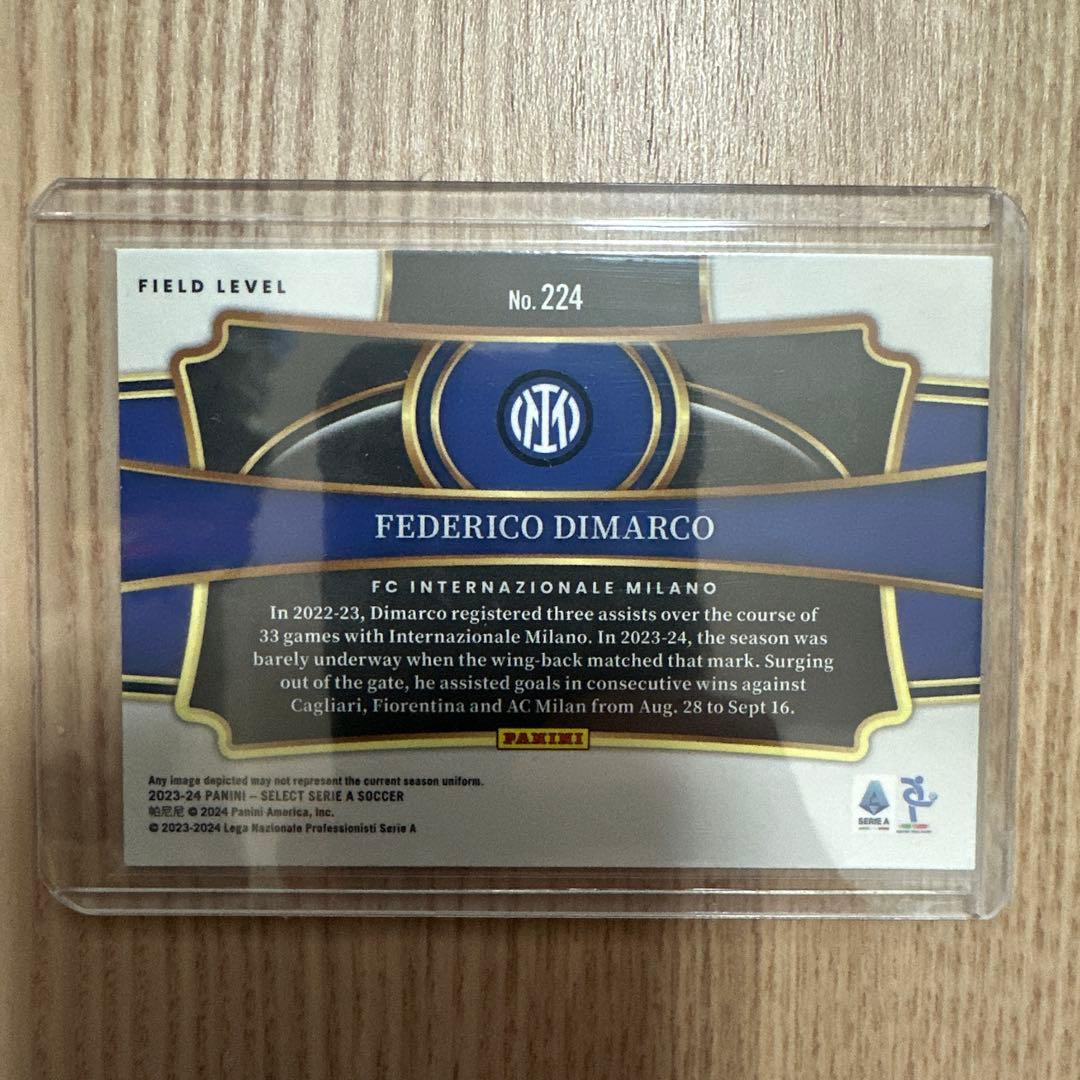 FIELD LEVEL
No. 224
FEDERICO DIMARCO
FC INTERNAZIONALE MILANO
In 2022-23, Dimarco registered three assists over the course of
33 games with Internazionale Milano. In 2023-24, the season was
barely underway when the wing-back matched that mark. Surging
out of the gate, he assisted goals in consecutive wins against
Cagliari, Fiorentina and AC Milan from Aug. 28 to Sept 16.
PANINI
Any image depicted may not represent the current season uniform.
2023-24 PANINI – SELECT SERIE A SOCCER
帕尼尼 © 2024 Panini America, Inc.
© 2023-2024 Lega Nazionale Professionisti Serie A
SERIE A